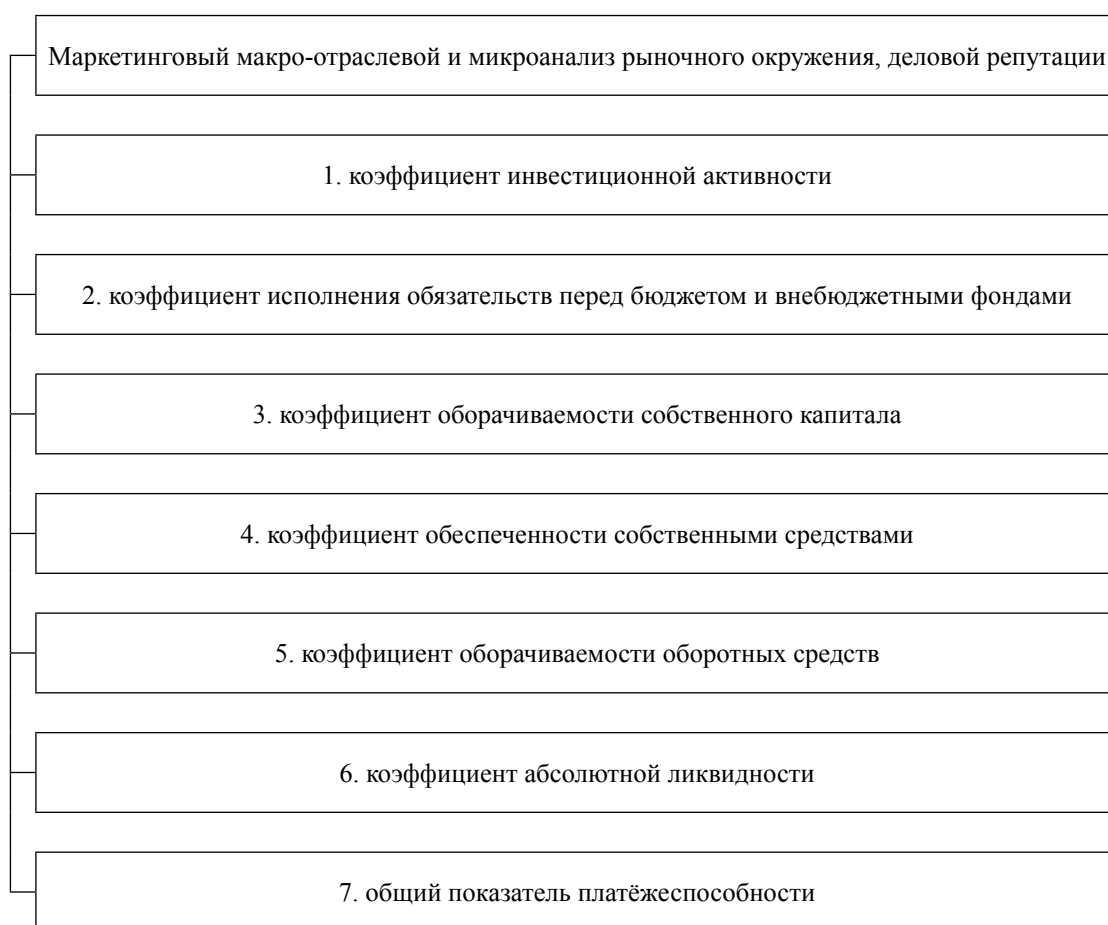 Маркетинговый макро-отраслевой и микроанализ рыночного окружения, деловой репутации
1. коэффициент инвестиционной активности
2. коэффициент исполнения обязательств перед бюджетом и внебюджетными фондами
3. коэффициент оборачиваемости собственного капитала
4. коэффициент обеспеченности собственными средствами
5. коэффициент оборачиваемости оборотных средств
6. коэффициент абсолютной ликвидности
7. общий показатель платёжеспособности